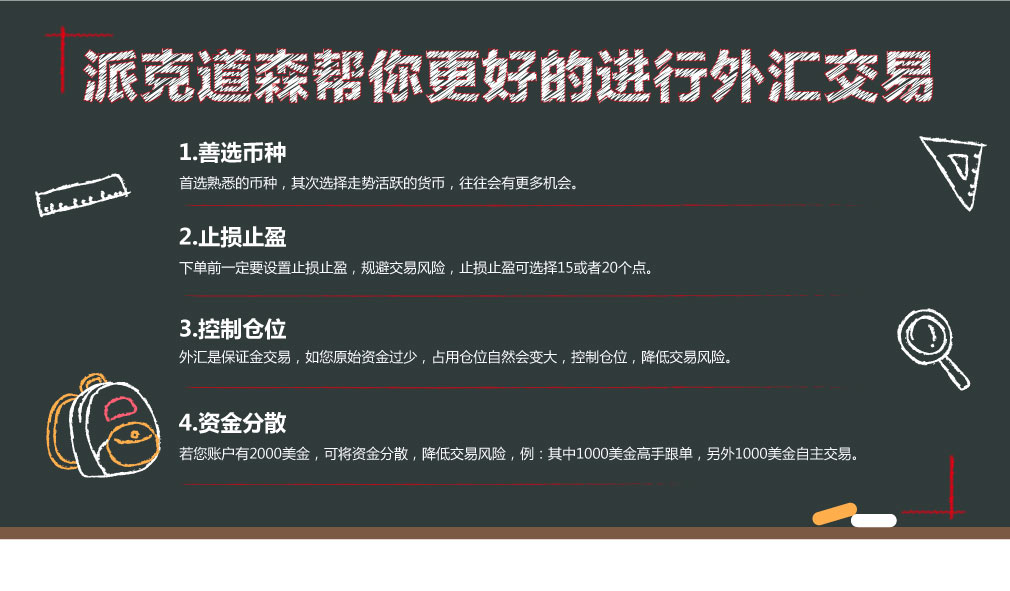 派克道森帮你更好的进行外汇交易
1.善选币种
首选熟悉的币种，其次选择走势活跃的货币，往往会有更多机会。
2.止损止盈
下单前一定要设置止损止盈，规避交易风险，止损止盈可选择15或者20个点。
3.控制仓位
外汇是保证金交易，如您原始资金过少，占用仓位自然会变大，控制仓位，降低交易风险。
4.资金分散
若您账户有2000美金，可将资金分散，降低交易风险，例：其中1000美金高手跟单，另外1000美金自主交易。